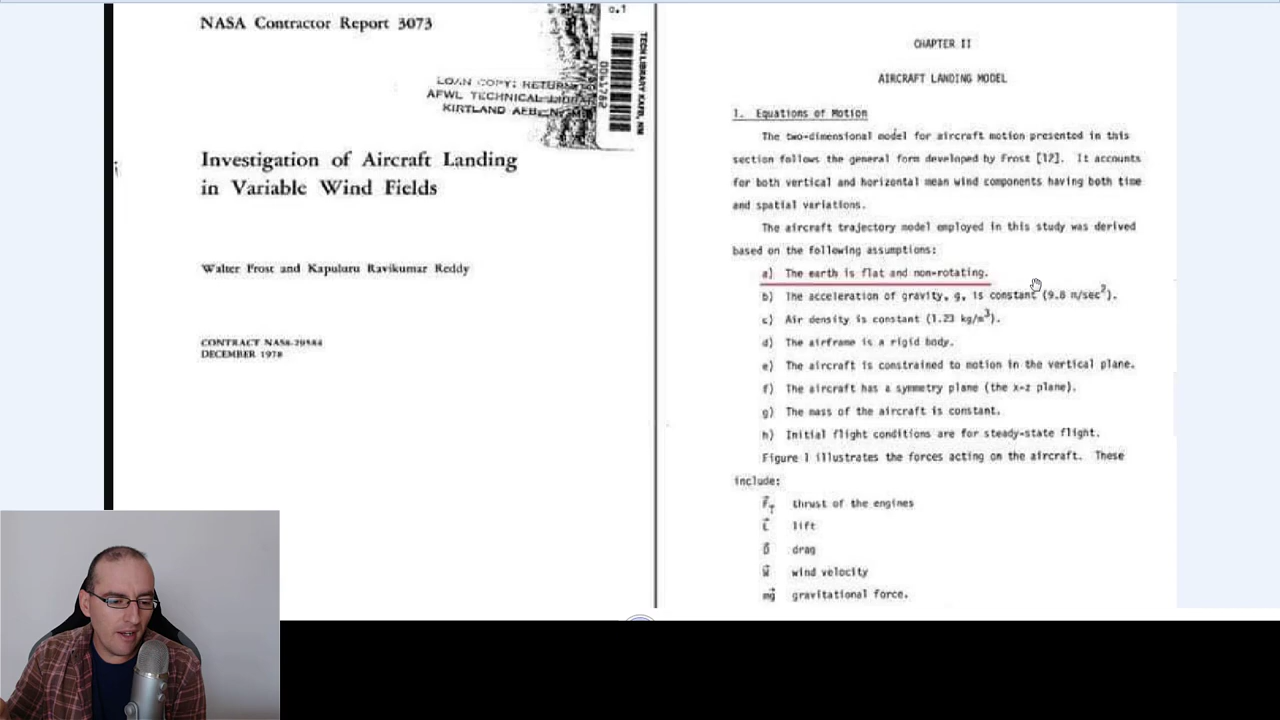 NASA Contractor Report 3073
c.1
LOAN COPY: RETURN
AFWL TECHNICAL LIBRARY
KIRTLAND AFB, N. M.
TECH LIBRARY KAFB, NM
Investigation of Aircraft Landing
in Variable Wind Fields
Walter Frost and Kapuluru Ravikumar Reddy
CONTRACT NAS8-29584
DECEMBER 1978
CHAPTER II
AIRCRAFT LANDING MODEL
1. Equations of Motion
The two-dimensional model for aircraft motion presented in this
section follows the general form developed by Frost [12]. It accounts
for both vertical and horizontal mean wind components having both time
and spatial variations.
The aircraft trajectory model employed in this study was derived
based on the following assumptions:
a) The earth is flat and non-rotating.
b) The acceleration of gravity, g, is constant (9.8 m/sec²).
c) Air density is constant (1.23 kg/m³).
d) The airframe is a rigid body.
e) The aircraft is constrained to motion in the vertical plane.
f) The aircraft has a symmetry plane (the x-z plane).
g) The mass of the aircraft is constant.
h) Initial flight conditions are for steady-state flight.
Figure 1 illustrates the forces acting on the aircraft. These
include:
F⃗T thrust of the engines
L⃗ lift
D⃗ drag
W⃗ wind velocity
mg⃗ gravitational force.